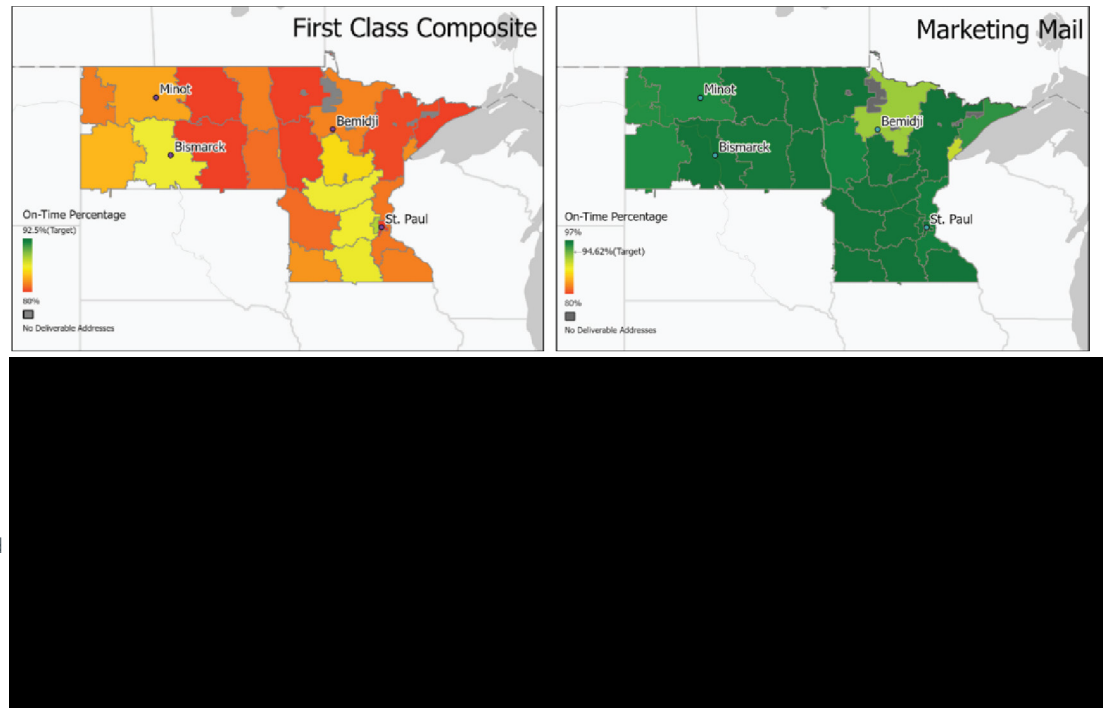 First Class Composite
Minot
Bemidji
Bismarck
St. Paul
On-Time Percentage
92.5%(Target)
80%
No Deliverable Addresses
Marketing Mail
Minot
Bemidji
Bismarck
St. Paul
On-Time Percentage
97%
94.62%(Target)
80%
No Deliverable Addresses